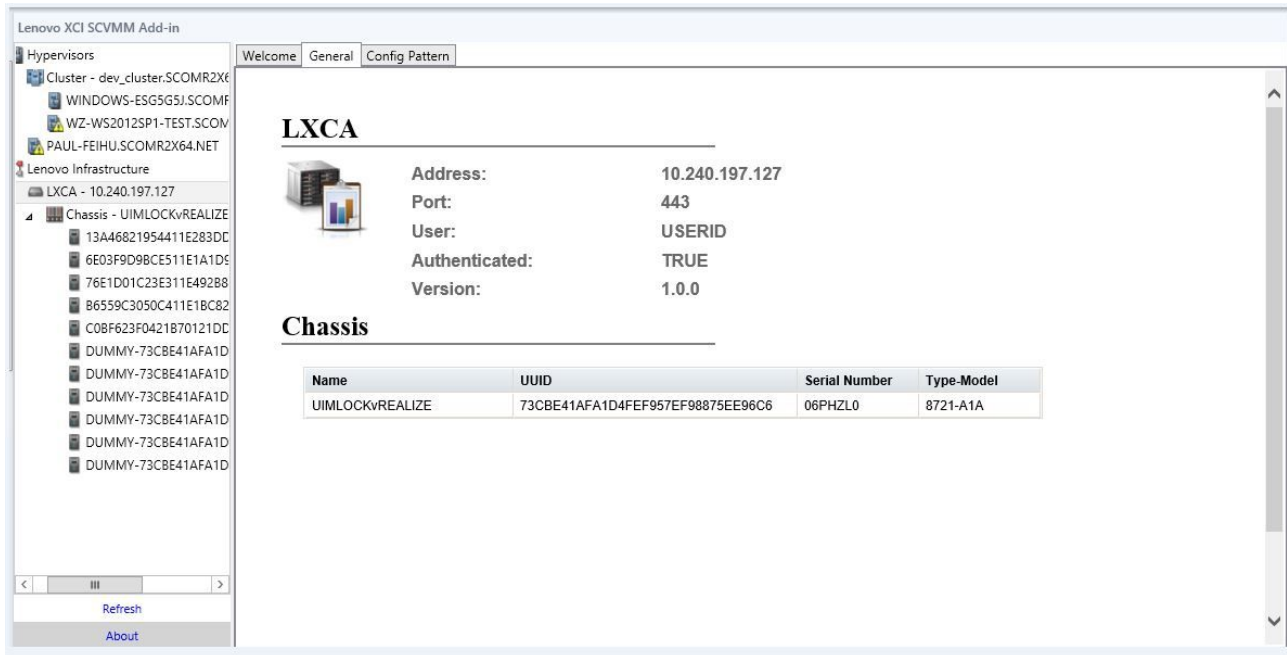 Lenovo XCI SCVMM Add-in
Hypervisors
Cluster - dev_cluster.SCOMR2X6
WINDOWS-ESG5G5J.SCOMF
WZ-WS2012SP1-TEST.SCOM
PAUL-FEIHU.SCOMR2X64.NET
Lenovo Infrastructure
LXCA - 10.240.197.127
Chassis - UIMLOCKvREALIZE
13A46821954411E283DD
6E03F9D9BCE511E1A1D9
76E1D01C23E311E492B8
B6559C3050C411E1BC82
C0BF623F0421B70121DD
DUMMY-73CBE41AFA1D
DUMMY-73CBE41AFA1D
DUMMY-73CBE41AFA1D
DUMMY-73CBE41AFA1D
DUMMY-73CBE41AFA1D
DUMMY-73CBE41AFA1D
Refresh
About
Welcome General Config Pattern
LXCA
Address: 10.240.197.127
Port: 443
User: USERID
Authenticated: TRUE
Version: 1.0.0
Chassis
Name UUID Serial Number Type-Model
UIMLOCKvREALIZE 73CBE41AFA1D4FEF957EF98875EE96C6 06PHZL0 8721-A1A